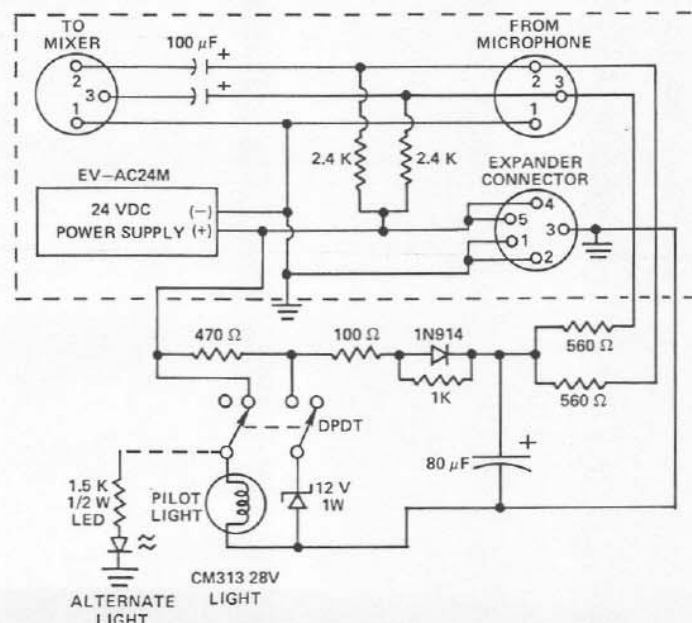 TO
MIXER
100 μF
+
+
FROM
MICROPHONE
2
3
1
2
3
1
2.4 K
2.4 K
EV–AC24M
24 VDC
(–)
POWER SUPPLY
(+)
EXPANDER
CONNECTOR
4
5
3
1
2
470 Ω
100 Ω
1N914
1K
560 Ω
560 Ω
DPDT
80 μF
+
1.5 K
1/2 W
LED
PILOT
LIGHT
12 V
1W
CM313 28V
LIGHT
ALTERNATE
LIGHT